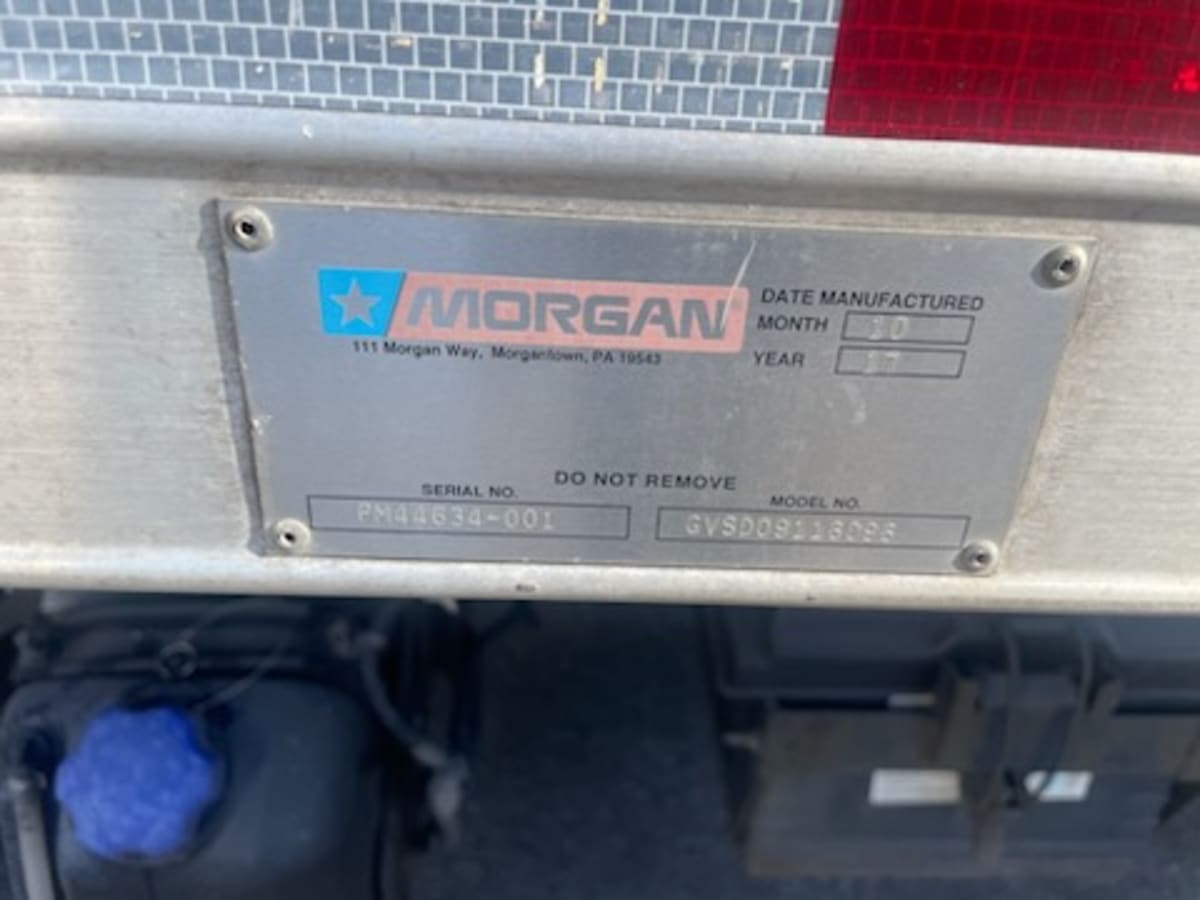 MORGAN
111 Morgan Way, Morgantown, PA 19543
DATE MANUFACTURED
MONTH 10
YEAR 17
DO NOT REMOVE
SERIAL NO.
PM44634-001
MODEL NO.
GVSD09118096